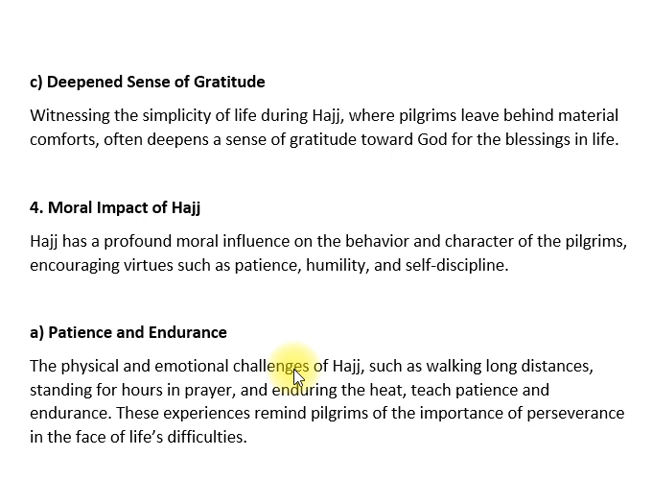 c) Deepened Sense of Gratitude
Witnessing the simplicity of life during Hajj, where pilgrims leave behind material
comforts, often deepens a sense of gratitude toward God for the blessings in life.
4. Moral Impact of Hajj
Hajj has a profound moral influence on the behavior and character of the pilgrims,
encouraging virtues such as patience, humility, and self-discipline.
a) Patience and Endurance
The physical and emotional challenges of Hajj, such as walking long distances,
standing for hours in prayer, and enduring the heat, teach patience and
endurance. These experiences remind pilgrims of the importance of perseverance
in the face of life’s difficulties.